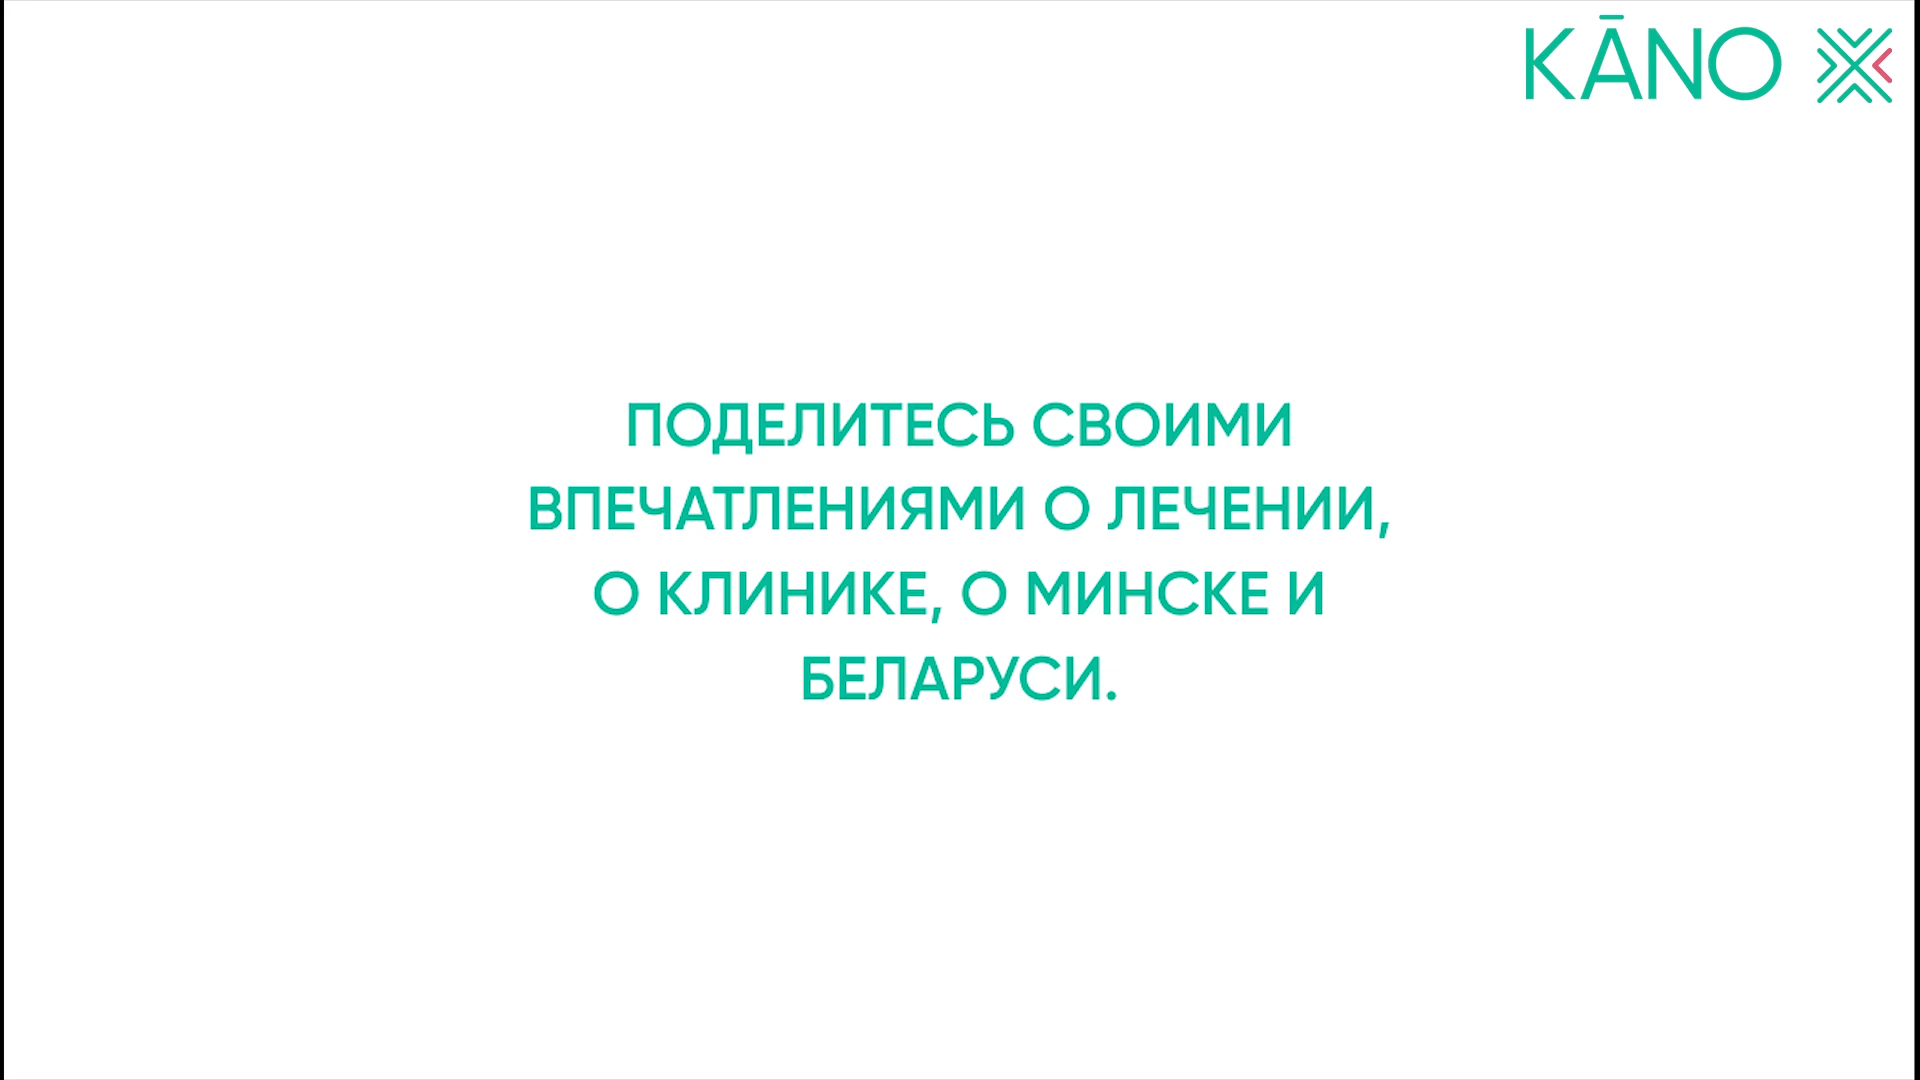 KĀNO
ПОДЕЛИТЕСЬ СВОИМИ
ВПЕЧАТЛЕНИЯМИ О ЛЕЧЕНИИ,
О КЛИНИКЕ, О МИНСКЕ И
БЕЛАРУСИ.